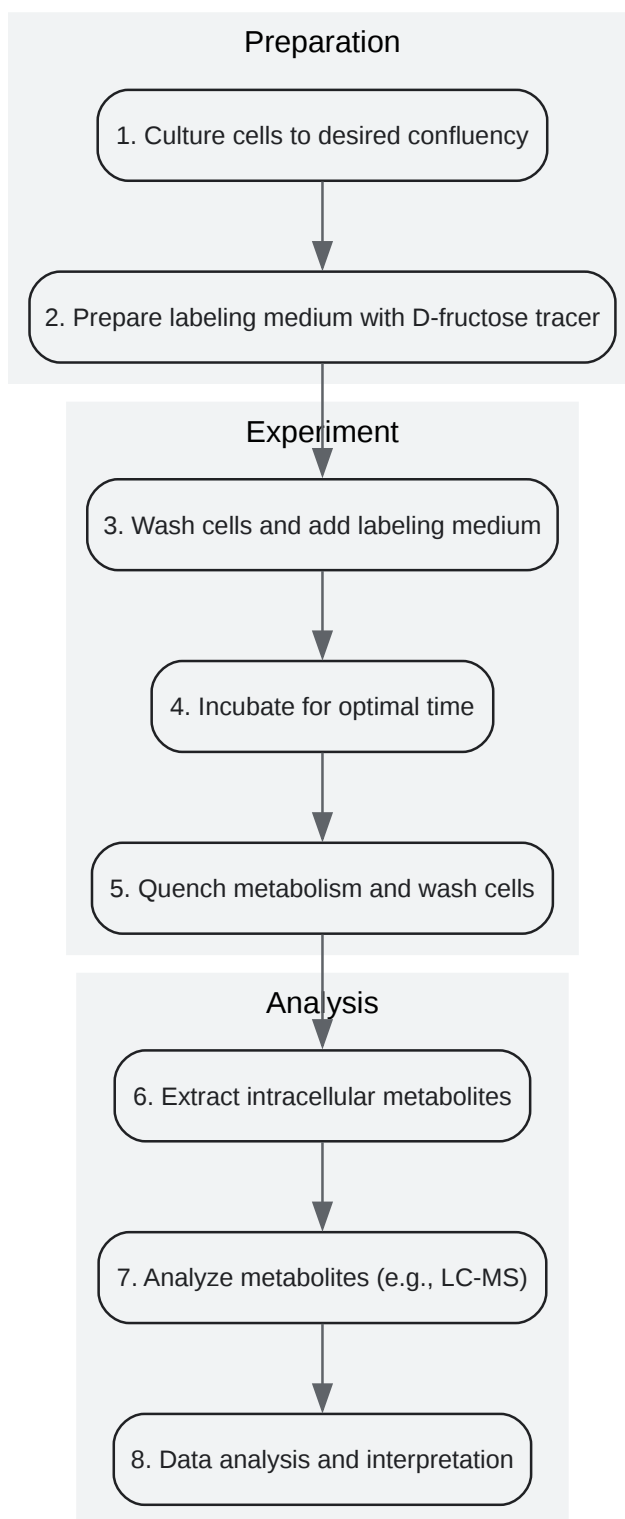 Preparation
1. Culture cells to desired confluency
2. Prepare labeling medium with D-fructose tracer
Experiment
3. Wash cells and add labeling medium
4. Incubate for optimal time
5. Quench metabolism and wash cells
Analysis
6. Extract intracellular metabolites
7. Analyze metabolites (e.g., LC-MS)
8. Data analysis and interpretation